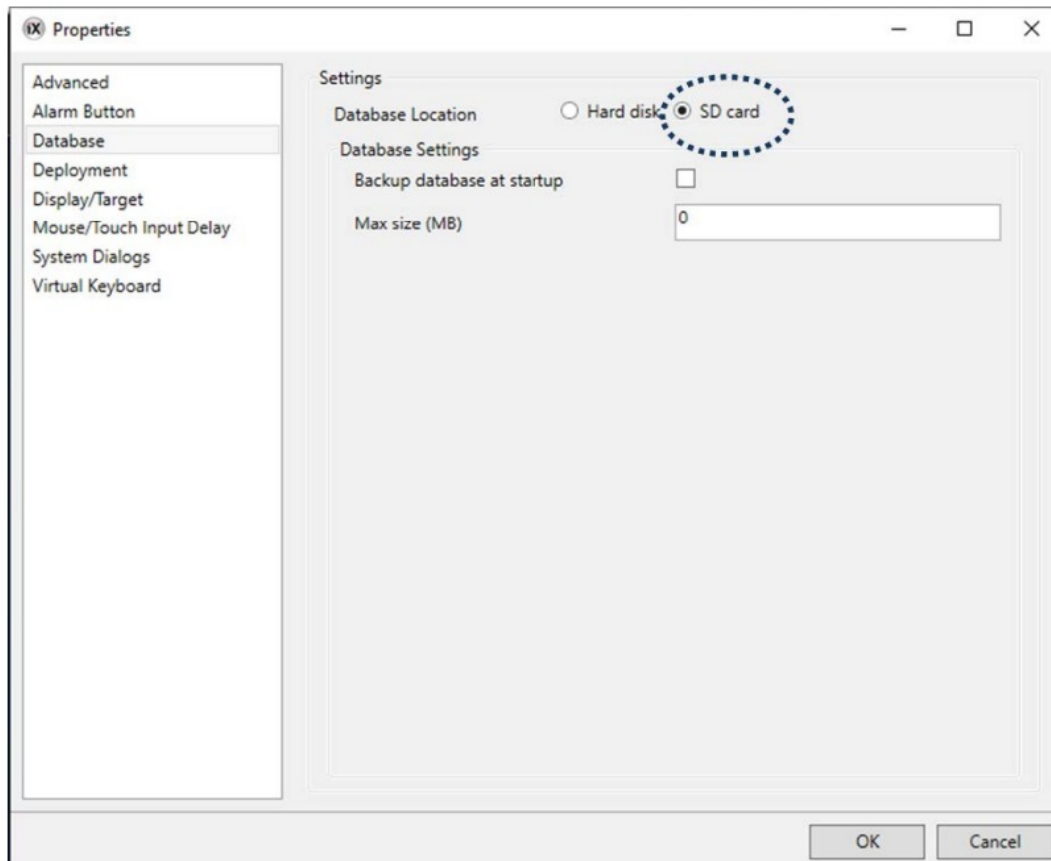 iX Properties
Advanced
Alarm Button
Database
Deployment
Display/Target
Mouse/Touch Input Delay
System Dialogs
Virtual Keyboard
Settings
Database Location Hard disk SD card
Database Settings
Backup database at startup
Max size (MB) 0
OK Cancel